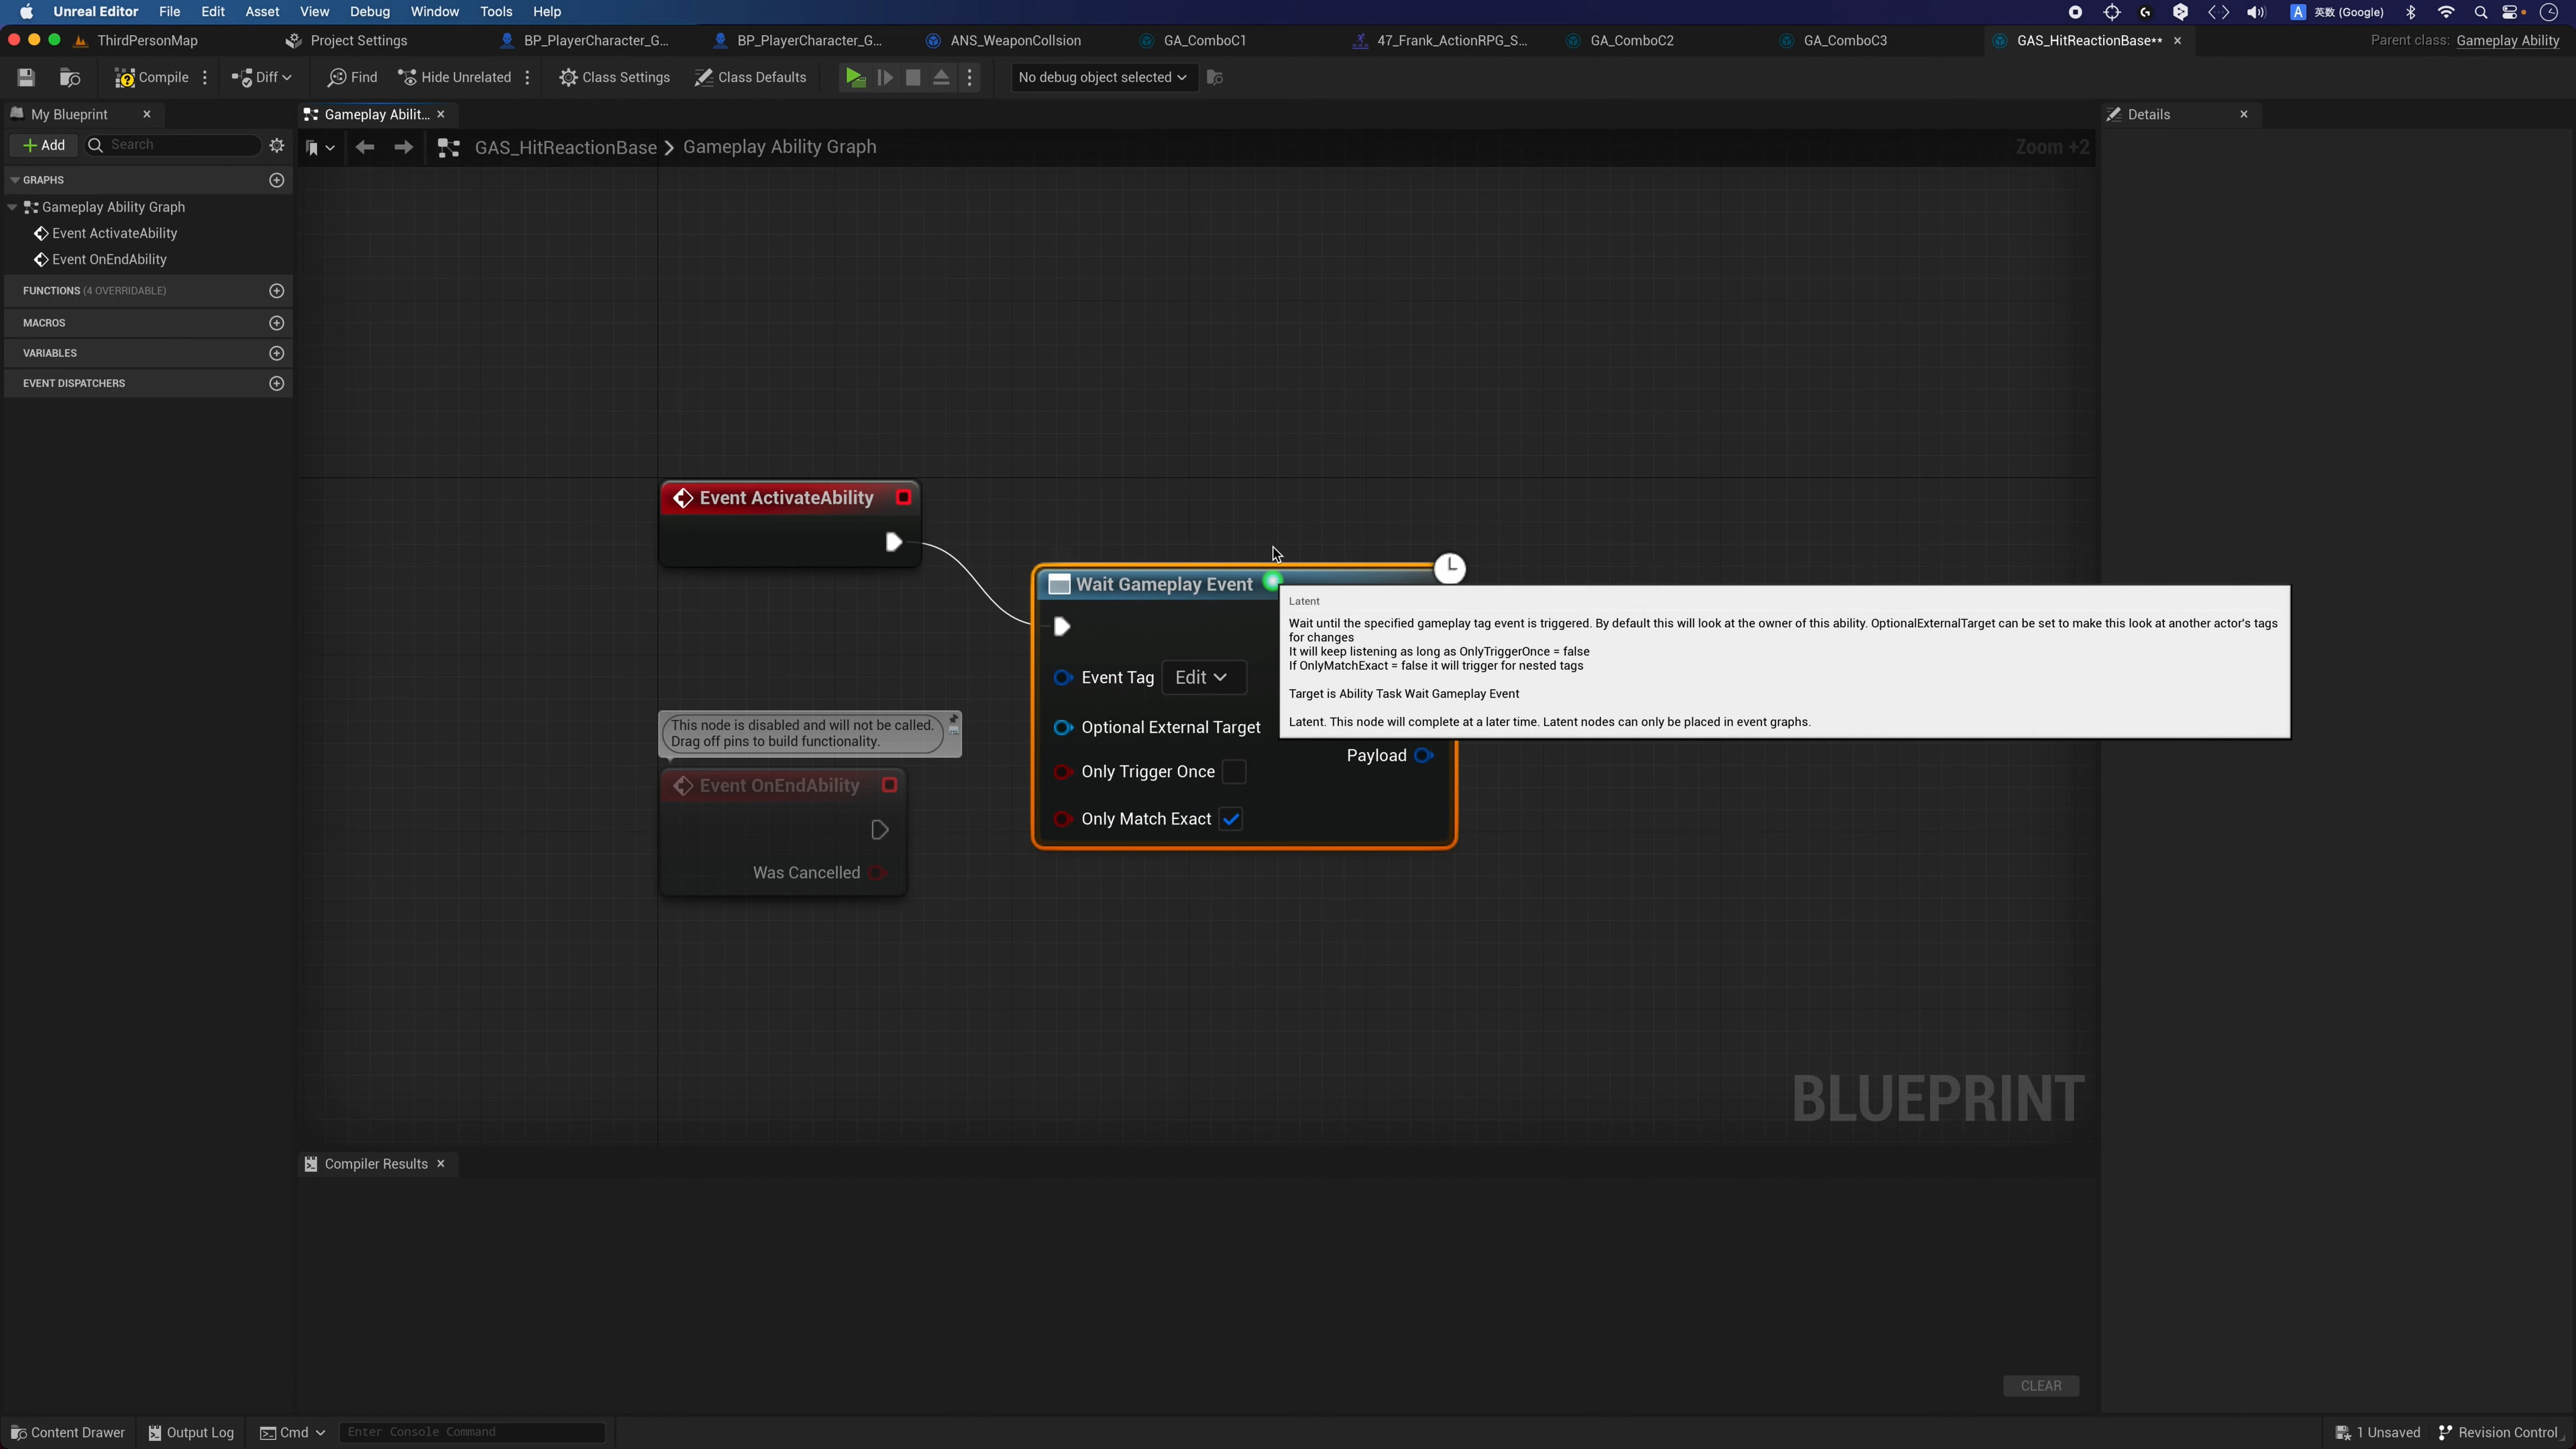 Unreal Editor File Edit Asset View Debug Window Tools Help A 英数 (Google)
ThirdPersonMap Project Settings BP_PlayerCharacter_G... BP_PlayerCharacter_G... ANS_WeaponCollsion GA_ComboC1 47_Frank_ActionRPG_S... GA_ComboC2 GA_ComboC3 GAS_HitReactionBase** Parent class: Gameplay Ability
Compile Diff Find Hide Unrelated Class Settings Class Defaults No debug object selected
My Blueprint
Add Search
GRAPHS
Gameplay Ability Graph
Event ActivateAbility
Event OnEndAbility
FUNCTIONS (4 OVERRIDABLE)
MACROS
VARIABLES
EVENT DISPATCHERS
Gameplay Abilit...
GAS_HitReactionBase > Gameplay Ability Graph Zoom +2
Event ActivateAbility
This node is disabled and will not be called.
Drag off pins to build functionality.
Event OnEndAbility
Was Cancelled
Wait Gameplay Event
Event Tag Edit
Optional External Target
Payload
Only Trigger Once
Only Match Exact
Latent
Wait until the specified gameplay tag event is triggered. By default this will look at the owner of this ability. OptionalExternalTarget can be set to make this look at another actor's tags
for changes
It will keep listening as long as OnlyTriggerOnce = false
If OnlyMatchExact = false it will trigger for nested tags
Target is Ability Task Wait Gameplay Event
Latent. This node will complete at a later time. Latent nodes can only be placed in event graphs.
BLUEPRINT
Details
Compiler Results
CLEAR
Content Drawer Output Log Cmd Enter Console Command 1 Unsaved Revision Control